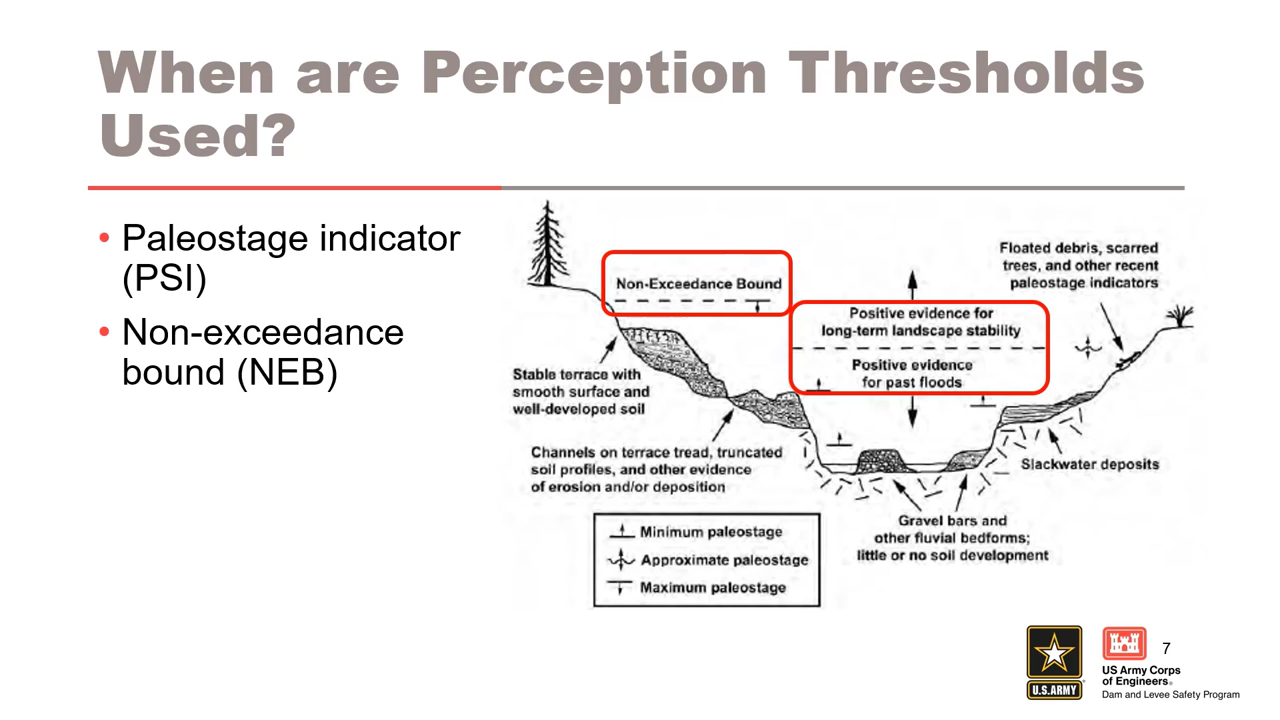 When are Perception Thresholds
Used?
• Paleostage indicator
(PSI)
• Non-exceedance
bound (NEB)
Non-Exceedance Bound
Positive evidence for
long-term landscape stability
Positive evidence
for past floods
Floated debris, scarred
trees, and other recent
paleostage indicators
Stable terrace with
smooth surface and
well-developed soil
Channels on terrace tread, truncated
soil profiles, and other evidence
of erosion and/or deposition
Slackwater deposits
Gravel bars and
other fluvial bedforms;
little or no soil development
Minimum paleostage
Approximate paleostage
Maximum paleostage
U.S.ARMY
US Army Corps
of Engineers®
Dam and Levee Safety Program
7